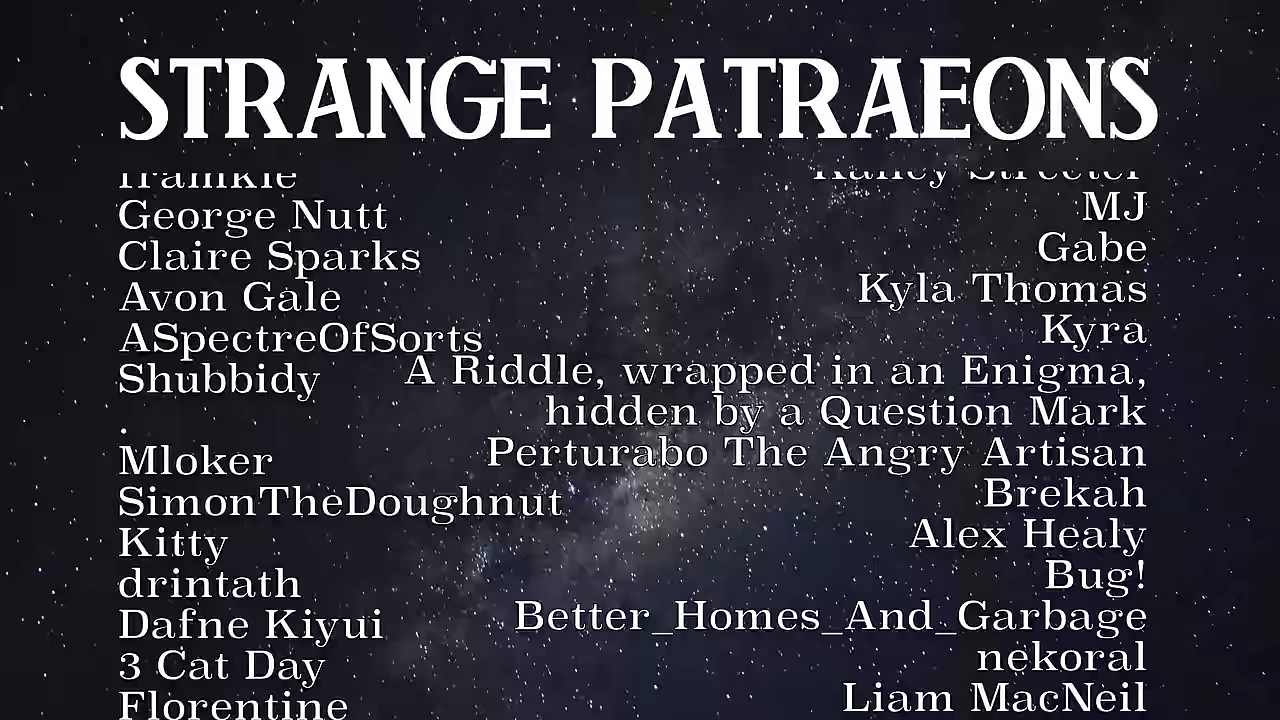 STRANGE PATRAEONS
George Nutt
Claire Sparks
Avon Gale
ASpectreOfSorts
Shubbidy
.
Mloker
SimonTheDoughnut
Kitty
drintath
Dafne Kiyui
3 Cat Day
Florentine
MJ
Gabe
Kyla Thomas
Kyra
A Riddle, wrapped in an Enigma,
hidden by a Question Mark
Perturabo The Angry Artisan
Brekah
Alex Healy
Bug!
Better_Homes_And_Garbage
nekoral
Liam MacNeil